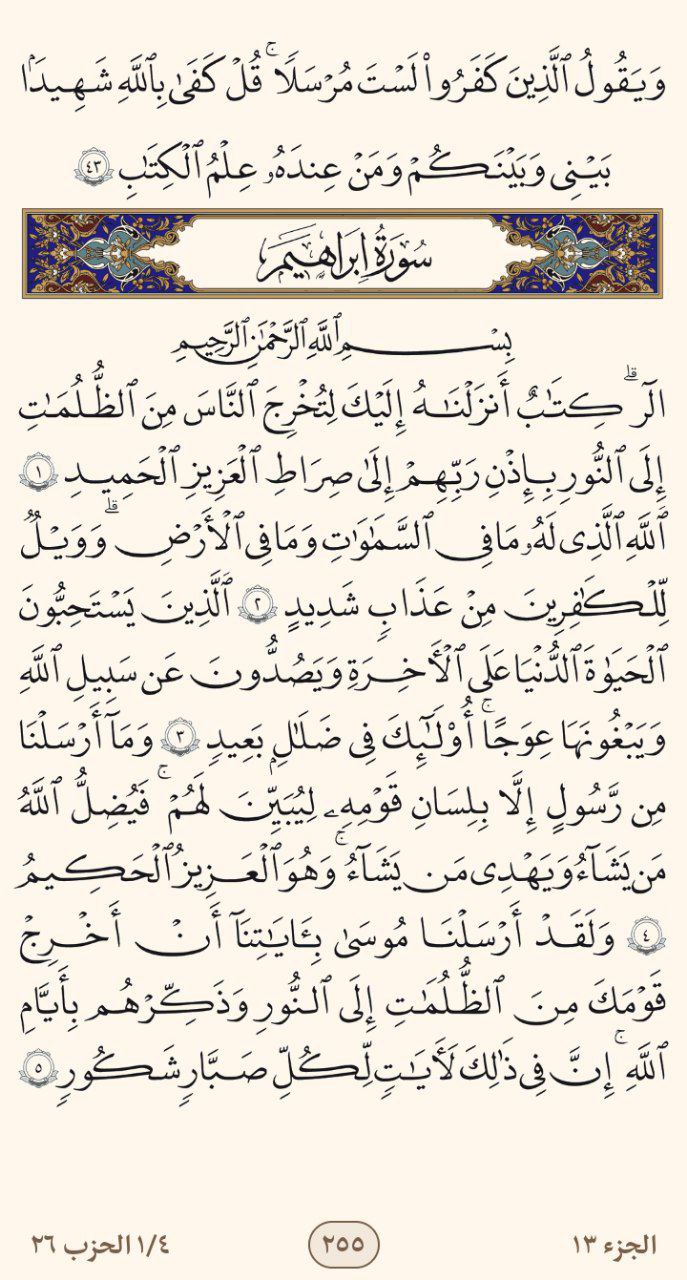 وَيَقُولُ ٱلَّذِينَ كَفَرُوا۟ لَسْتَ مُرْسَلًا ۚ قُلْ كَفَىٰ بِٱللَّهِ شَهِيدًۢا
بَيْنِى وَبَيْنَكُمْ وَمَنْ عِندَهُۥ عِلْمُ ٱلْكِتَٰبِ ٤٣
سُورَةُ إِبْرَاهِيمَ
بِسْمِ ٱللَّهِ ٱلرَّحْمَٰنِ ٱلرَّحِيمِ
الٓر ۚ كِتَٰبٌ أَنزَلْنَٰهُ إِلَيْكَ لِتُخْرِجَ ٱلنَّاسَ مِنَ ٱلظُّلُمَٰتِ
إِلَى ٱلنُّورِ بِإِذْنِ رَبِّهِمْ إِلَىٰ صِرَٰطِ ٱلْعَزِيزِ ٱلْحَمِيدِ ١
ٱللَّهِ ٱلَّذِى لَهُۥ مَا فِى ٱلسَّمَٰوَٰتِ وَمَا فِى ٱلْأَرْضِ ۗ وَوَيْلٌ
لِّلْكَٰفِرِينَ مِنْ عَذَابٍ شَدِيدٍ ٢ ٱلَّذِينَ يَسْتَحِبُّونَ
ٱلْحَيَوٰةَ ٱلدُّنْيَا عَلَى ٱلْءَاخِرَةِ وَيَصُدُّونَ عَن سَبِيلِ ٱللَّهِ
وَيَبْغُونَهَا عِوَجًا ۚ أُو۟لَٰٓئِكَ فِى ضَلَٰلٍۭ بَعِيدٍ ٣ وَمَآ أَرْسَلْنَا
مِن رَّسُولٍ إِلَّا بِلِسَانِ قَوْمِهِۦ لِيُبَيِّنَ لَهُمْ ۚ فَيُضِلُّ ٱللَّهُ
مَن يَشَآءُ وَيَهْدِى مَن يَشَآءُ ۚ وَهُوَ ٱلْعَزِيزُ ٱلْحَكِيمُ
٤ وَلَقَدْ أَرْسَلْنَا مُوسَىٰ بِـَٔايَٰتِنَآ أَنْ أَخْرِجْ
قَوْمَكَ مِنَ ٱلظُّلُمَٰتِ إِلَى ٱلنُّورِ وَذَكِّرْهُم بِأَيَّىٰمِ
ٱللَّهِ ۚ إِنَّ فِى ذَٰلِكَ لَءَايَٰتٍ لِّكُلِّ صَبَّارٍ شَكُورٍ ٥
الجزء ١٣
٢٥٥
١/٤ الحزب ٢٦